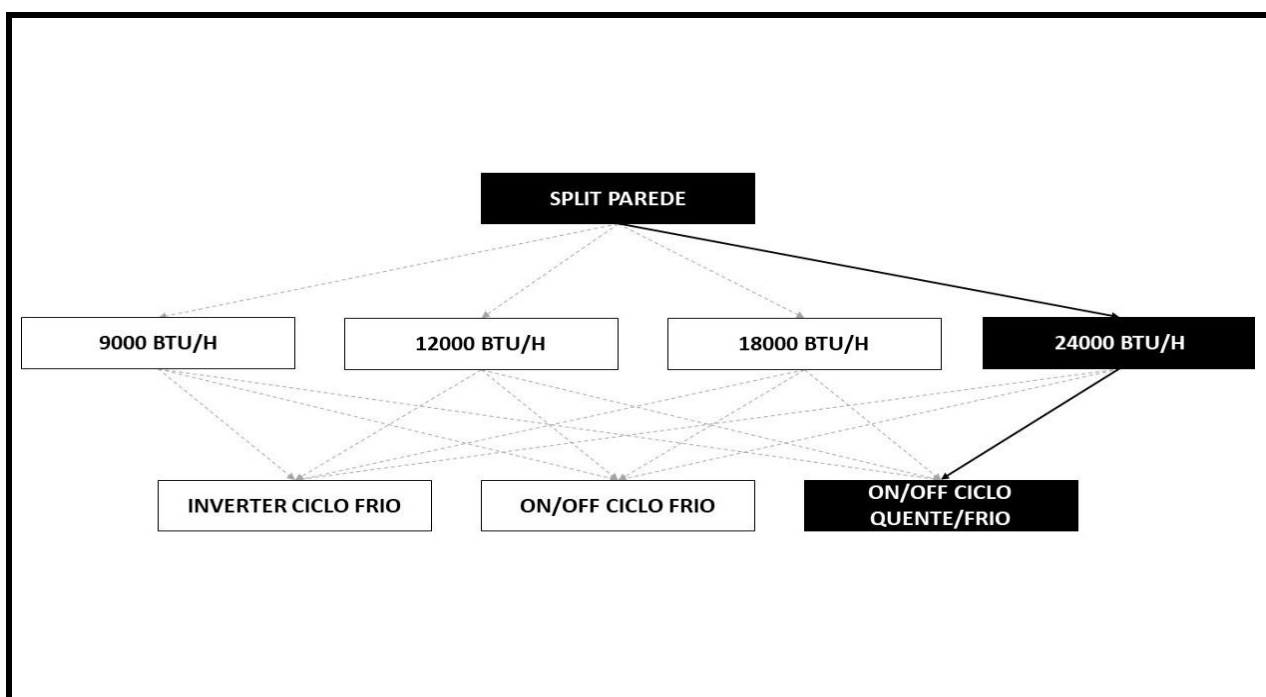 SPLIT PAREDE
9000 BTU/H
12000 BTU/H
18000 BTU/H
24000 BTU/H
INVERTER CICLO FRIO
ON/OFF CICLO FRIO
ON/OFF CICLO
QUENTE/FRIO